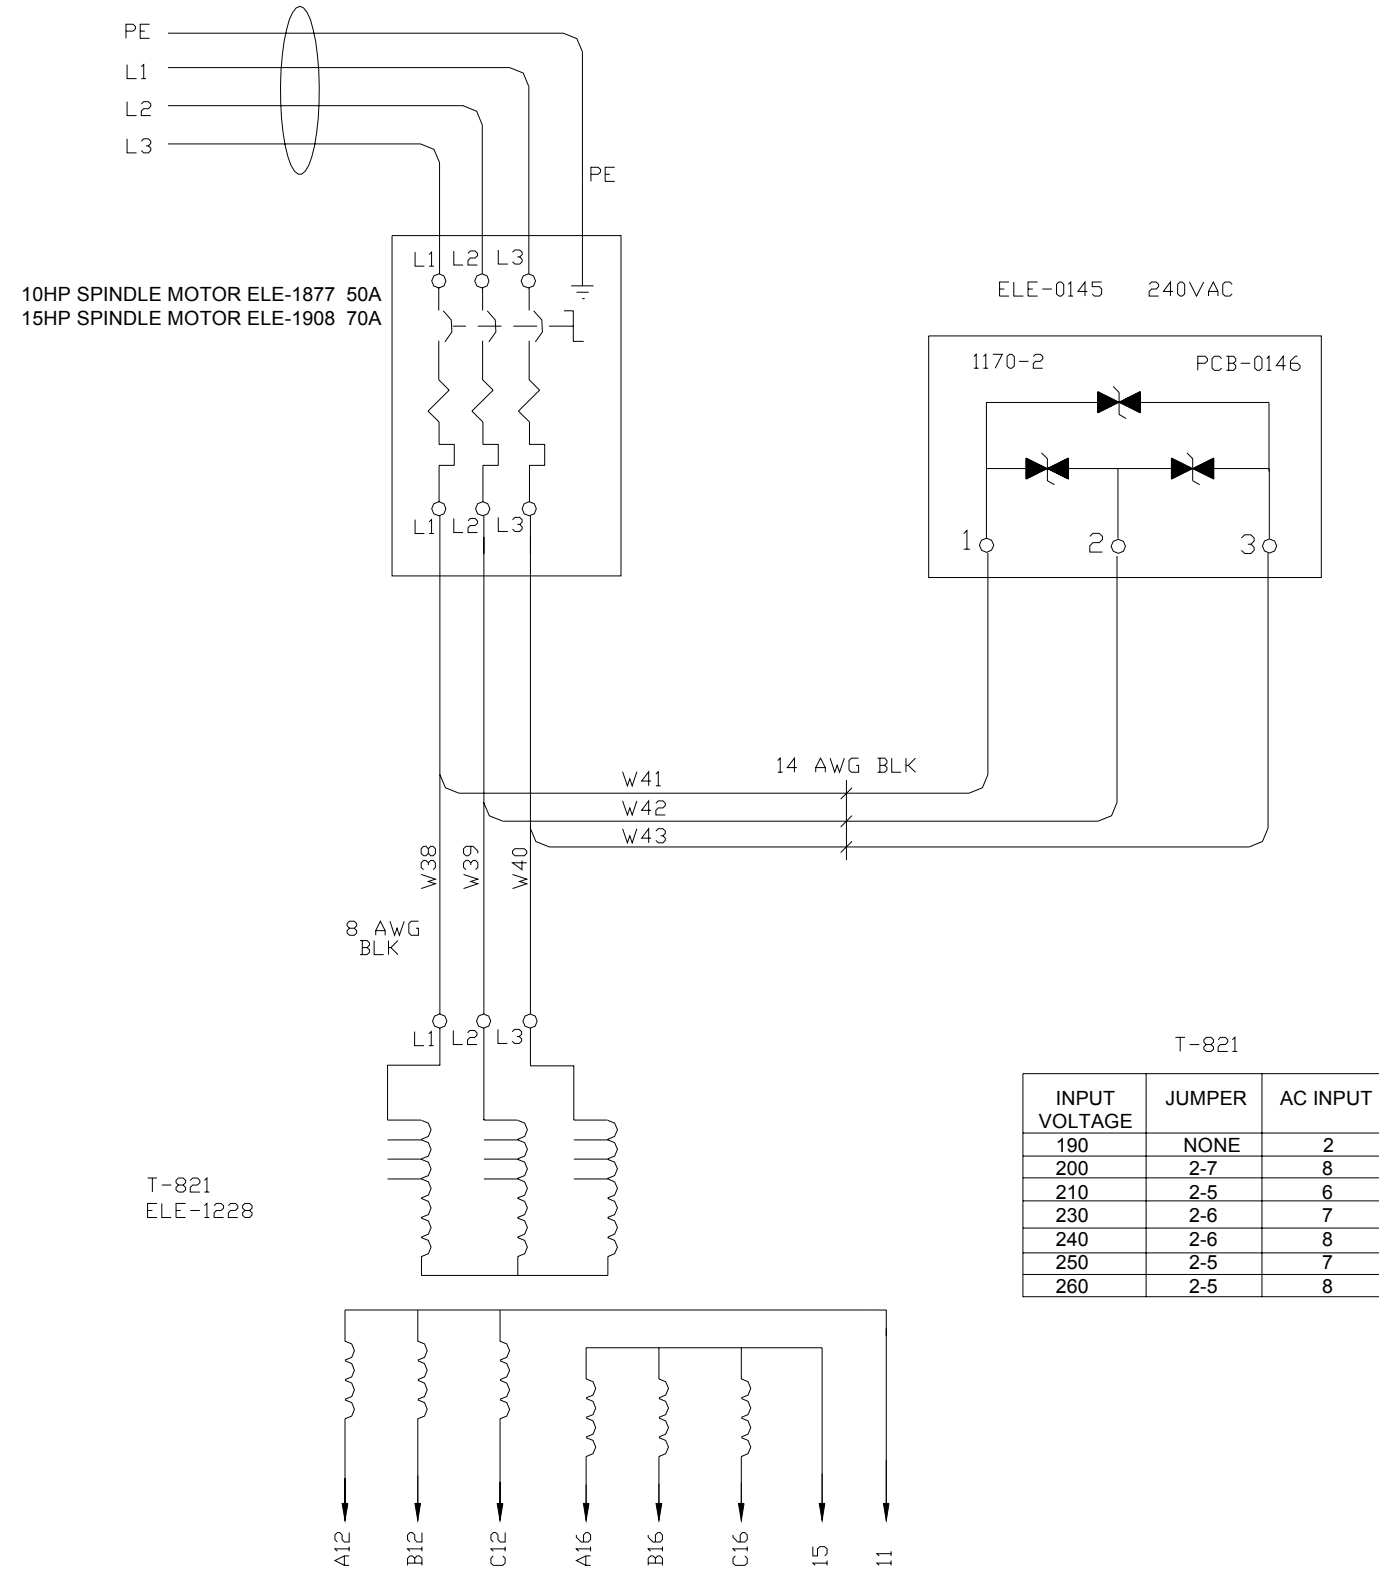 PE
L1
L2
L3
PE
L1 L2 L3
10HP SPINDLE MOTOR ELE-1877 50A
15HP SPINDLE MOTOR ELE-1908 70A
L1 L2 L3
ELE-0145 240VAC
1170-2 PCB-0146
1 2 3
14 AWG BLK
W41
W42
W43
W38 W39 W40
8 AWG
BLK
L1 L2 L3
T-821
ELE-1228
T-821
INPUT VOLTAGE JUMPER AC INPUT
190 NONE 2
200 2-7 8
210 2-5 6
230 2-6 7
240 2-6 8
250 2-5 7
260 2-5 8
A12 B12 C12 A16 B16 C16 15 11